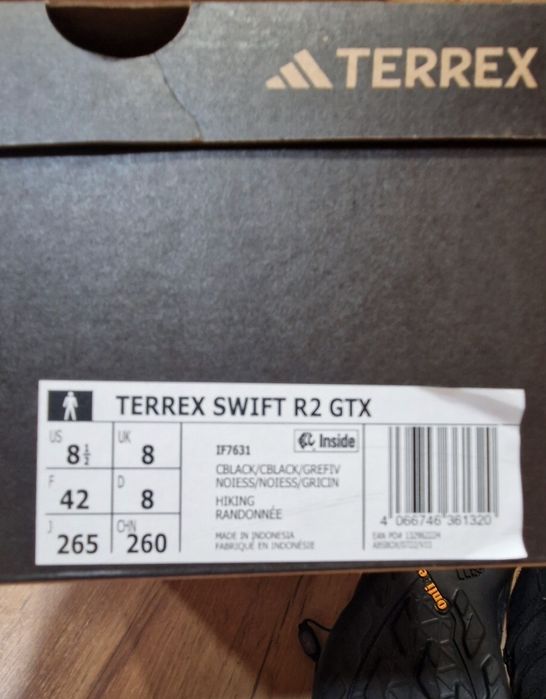 TERREX
TERREX SWIFT R2 GTX
US 8½ UK 8
F 42 D 8
J 265 CHN 260
IF7631
Inside
CBLACK/CBLACK/GREFIV
NOIESS/NOIESS/GRICIN
HIKING
RANDONNÉE
MADE IN INDONESIA
FABRIQUÉ EN INDONÉSIE
4 066746 361320